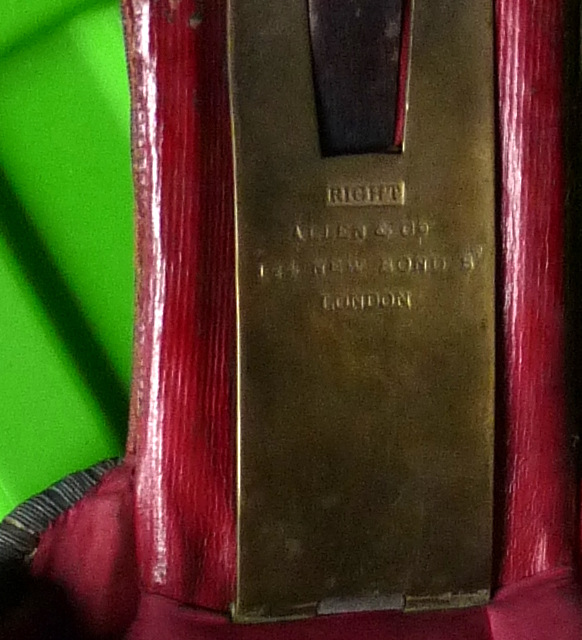 RIGHT
ALLEN & Co
NEW BOND St
LONDON